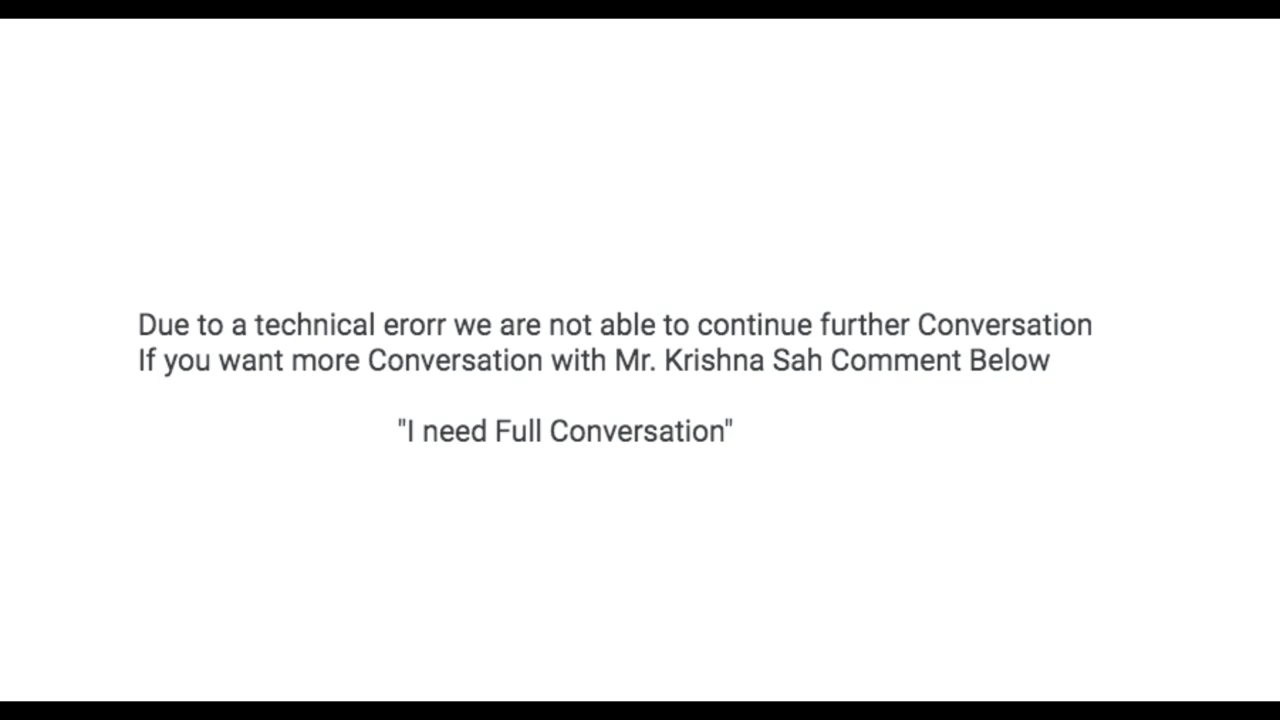 Due to a technical erorr we are not able to continue further Conversation
If you want more Conversation with Mr. Krishna Sah Comment Below
"I need Full Conversation"